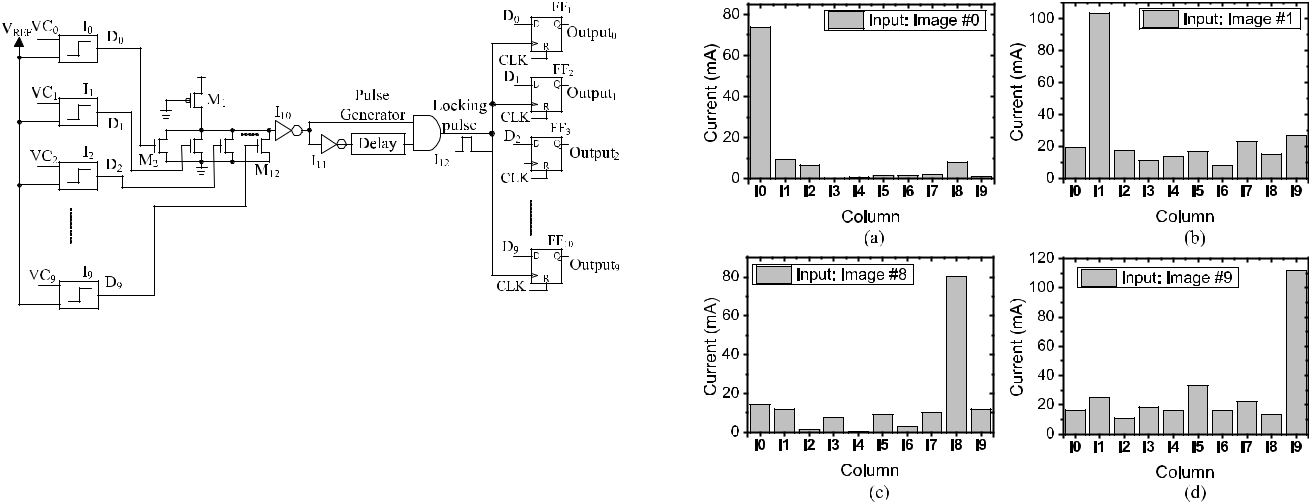 V_REF
VC0 I0 D0
VC1 I1 D1
VC2 I2 D2
VC9 I9 D9
M1
M2
M12
I10
I11
Delay
Pulse
Generator
Locking
pulse
I12
D0 D Q R FF1 Output0
CLK
D1 D Q R FF2 Output1
CLK
D2 D Q R FF3 Output2
CLK
D9 D Q R FF10 Output9
CLK
Input: Image #0
Current (mA)
80
60
40
20
0
I0 I1 I2 I3 I4 I5 I6 I7 I8 I9
Column
(a)
Input: Image #1
Current (mA)
100
80
60
40
20
0
I0 I1 I2 I3 I4 I5 I6 I7 I8 I9
Column
(b)
Input: Image #8
Current (mA)
80
60
40
20
0
I0 I1 I2 I3 I4 I5 I6 I7 I8 I9
Column
(c)
Input: Image #9
Current (mA)
120
100
80
60
40
20
0
I0 I1 I2 I3 I4 I5 I6 I7 I8 I9
Column
(d)